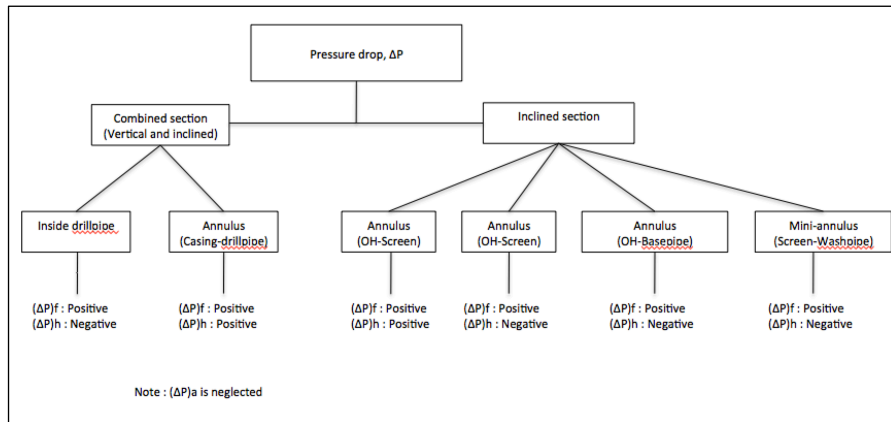 Pressure drop, ΔP
Combined section
(Vertical and inclined)
Inclined section
Inside drillpipe
Annulus
(Casing-drillpipe)
Annulus
(OH-Screen)
Annulus
(OH-Screen)
Annulus
(OH-Basepipe)
Mini-annulus
(Screen-Washpipe)
(ΔP)f : Positive
(ΔP)h : Negative
(ΔP)f : Positive
(ΔP)h : Positive
(ΔP)f : Positive
(ΔP)h : Positive
(ΔP)f : Positive
(ΔP)h : Negative
(ΔP)f : Positive
(ΔP)h : Negative
(ΔP)f : Positive
(ΔP)h : Negative
Note : (ΔP)a is neglected